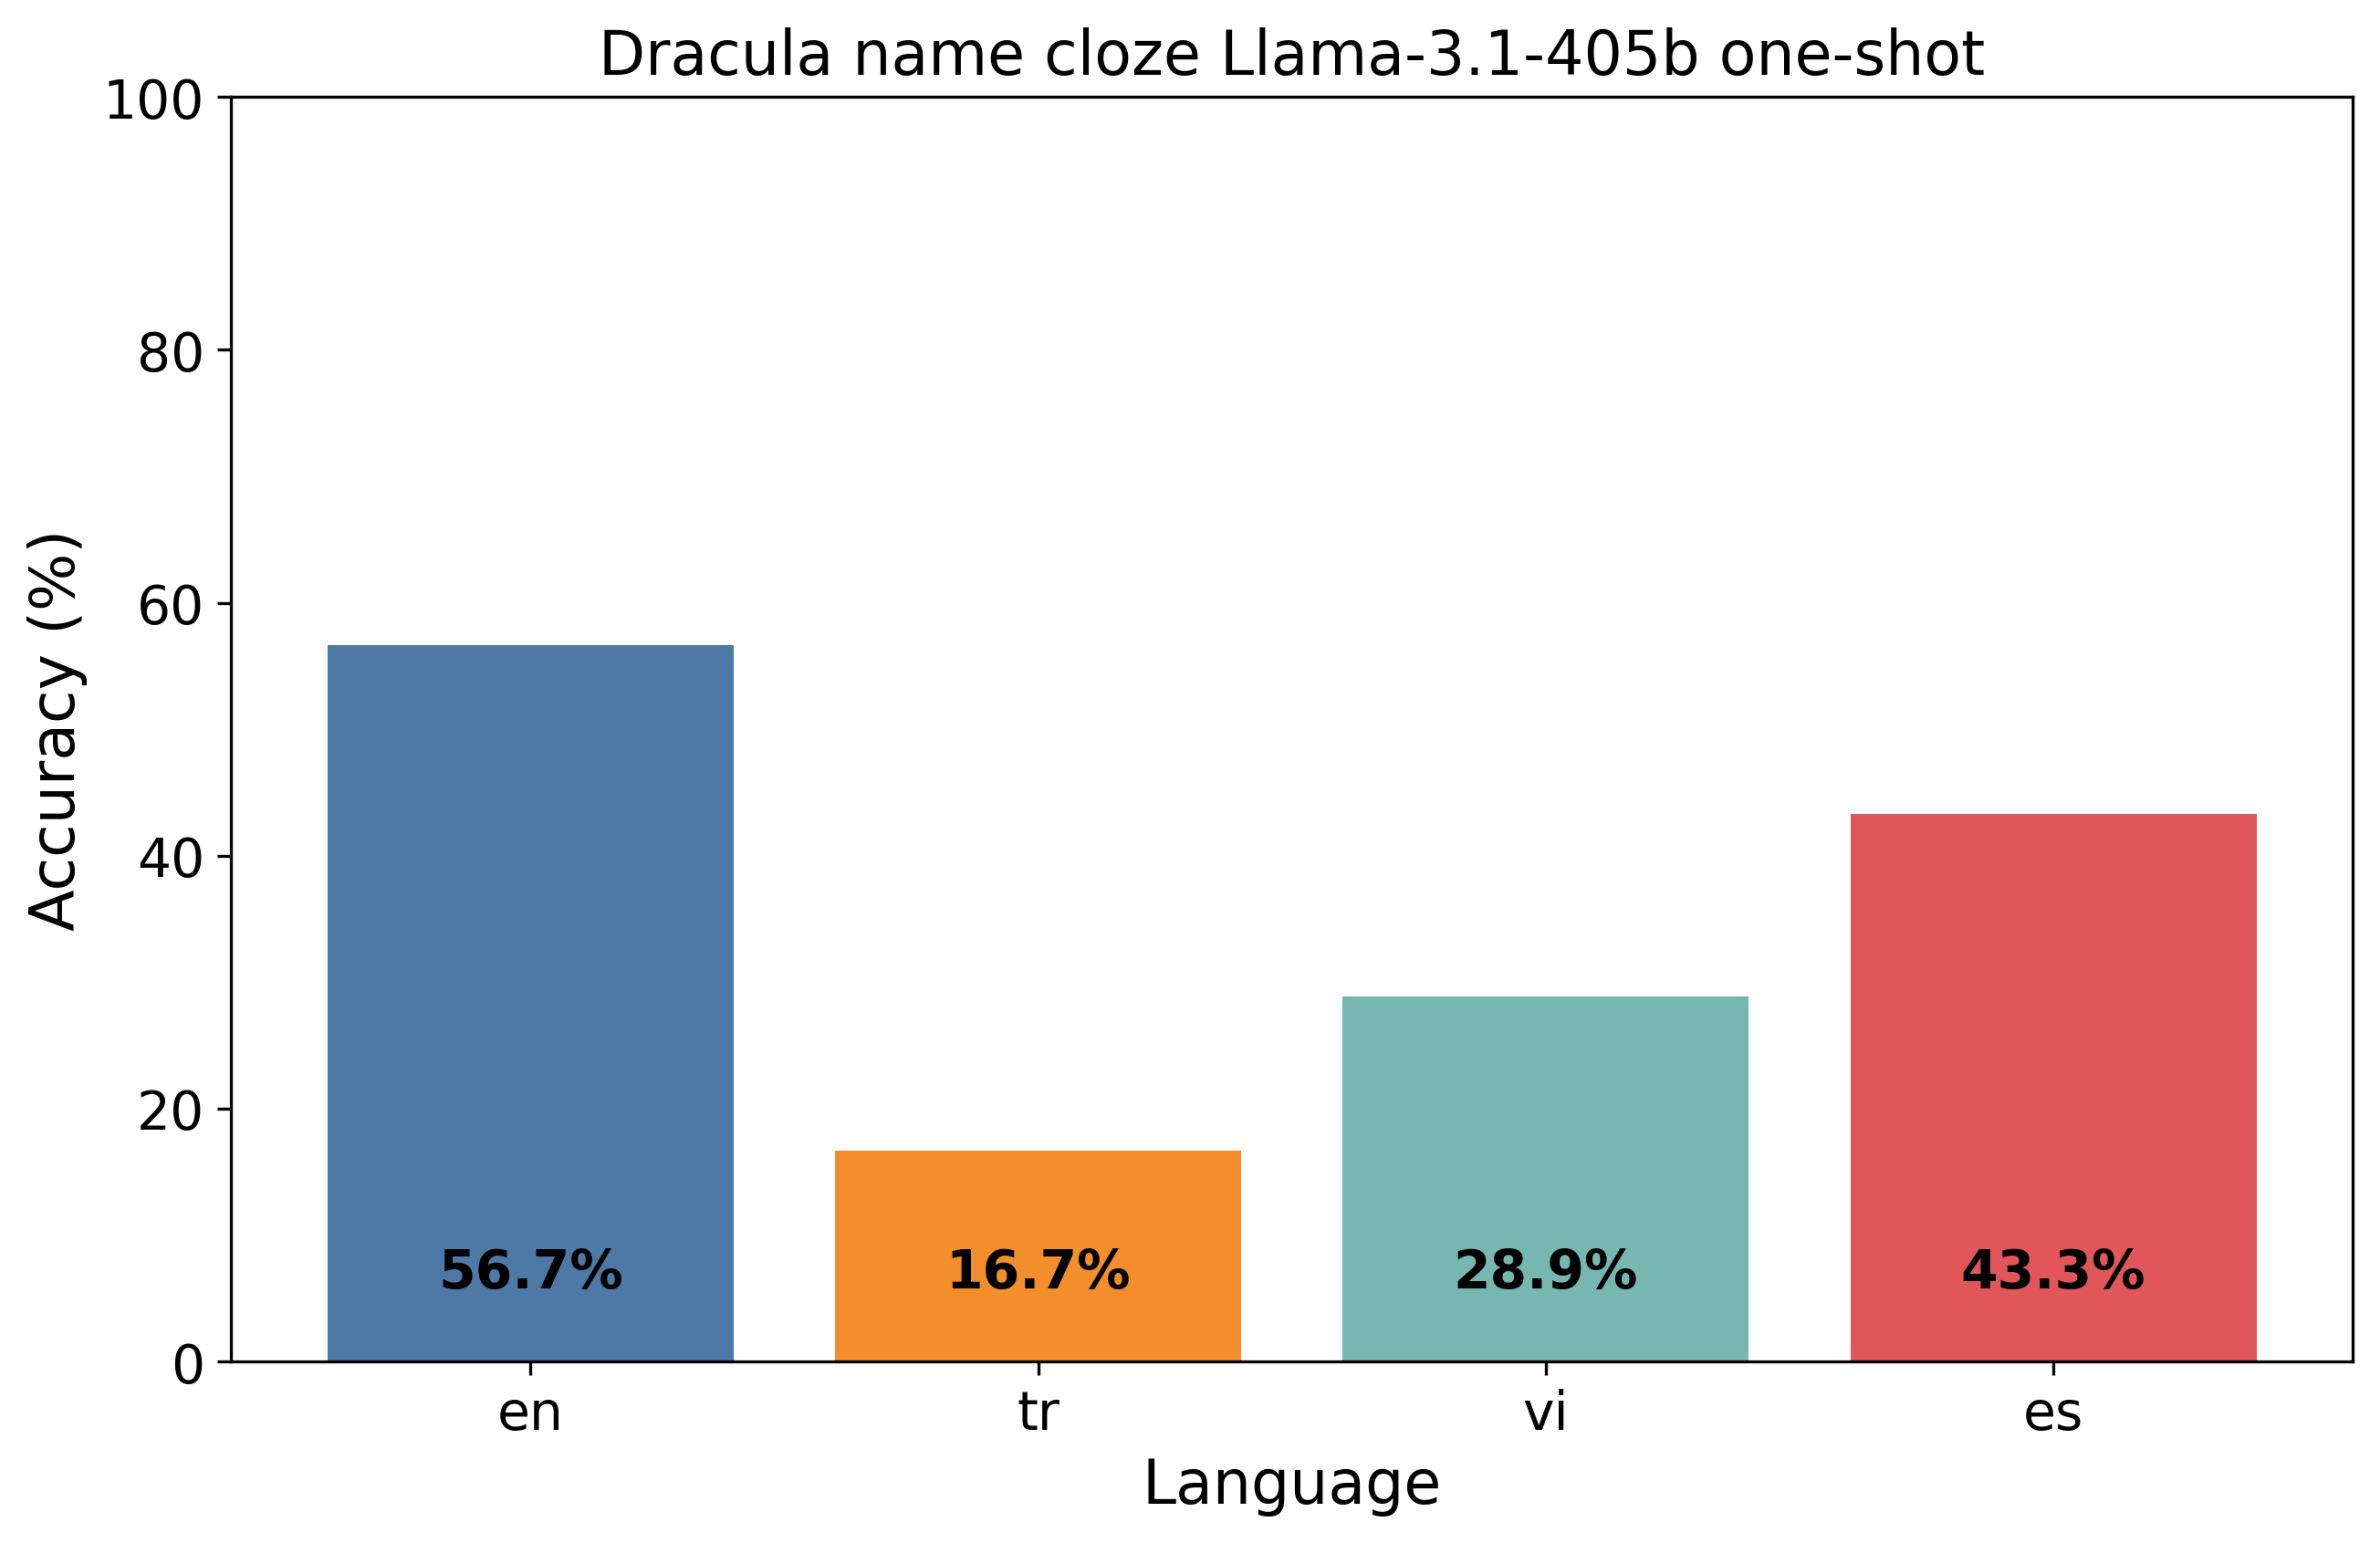 Dracula name cloze Llama-3.1-405b one-shot
Accuracy (%)
100
80
60
40
20
0
56.7%
16.7%
28.9%
43.3%
en
tr
vi
es
Language